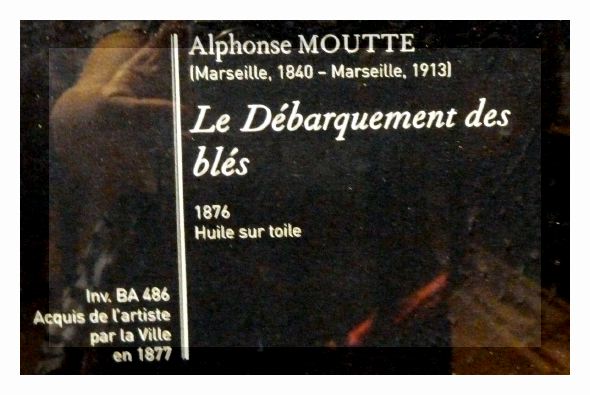 Alphonse MOUTTE
(Marseille, 1840 – Marseille, 1913)
Le Débarquement des
blés
1876
Huile sur toile
Inv. BA 486
Acquis de l'artiste
par la Ville
en 1877